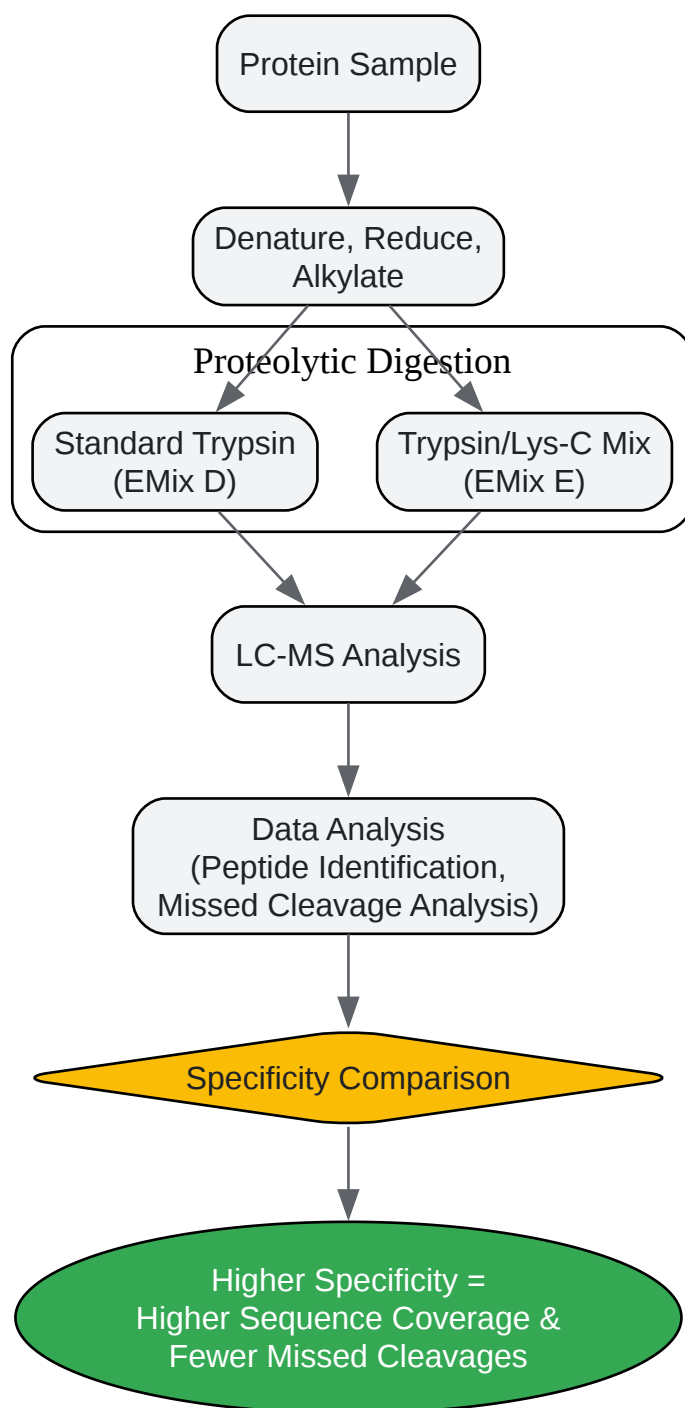 Protein Sample
Denature, Reduce,
Alkylate
Proteolytic Digestion
Standard Trypsin
(EMix D)
Trypsin/Lys-C Mix
(EMix E)
LC-MS Analysis
Data Analysis
(Peptide Identification,
Missed Cleavage Analysis)
Specificity Comparison
Higher Specificity =
Higher Sequence Coverage &
Fewer Missed Cleavages